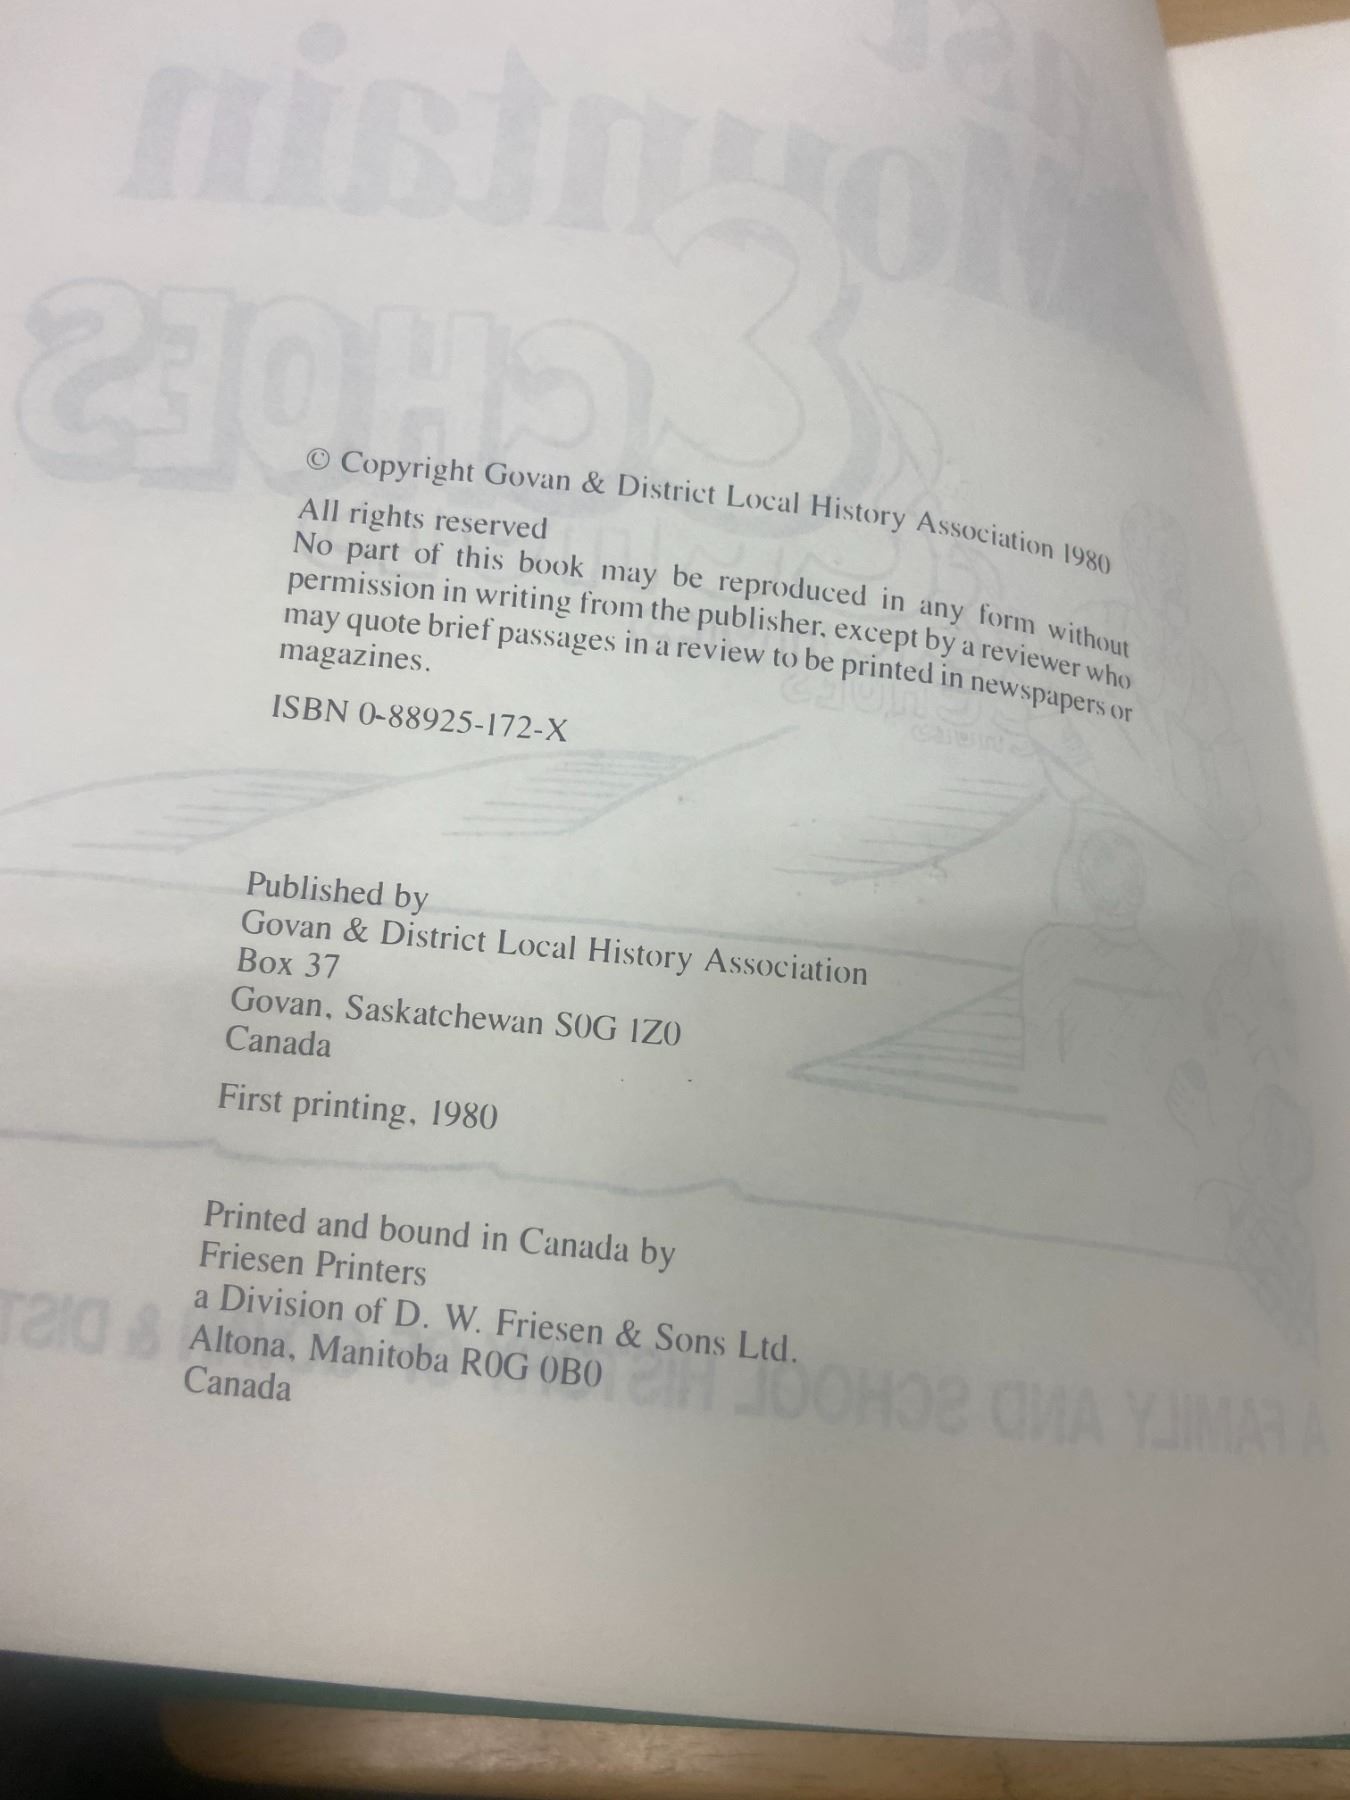 © Copyright Govan & District Local History Association 1980
All rights reserved
No part of this book may be reproduced in any form without
permission in writing from the publisher, except by a reviewer who
may quote brief passages in a review to be printed in newspapers or
magazines.
ISBN 0-88925-172-X
Published by
Govan & District Local History Association
Box 37
Govan, Saskatchewan S0G 1Z0
Canada
First printing, 1980
Printed and bound in Canada by
Friesen Printers
a Division of D. W. Friesen & Sons Ltd.
Altona, Manitoba R0G 0B0
Canada